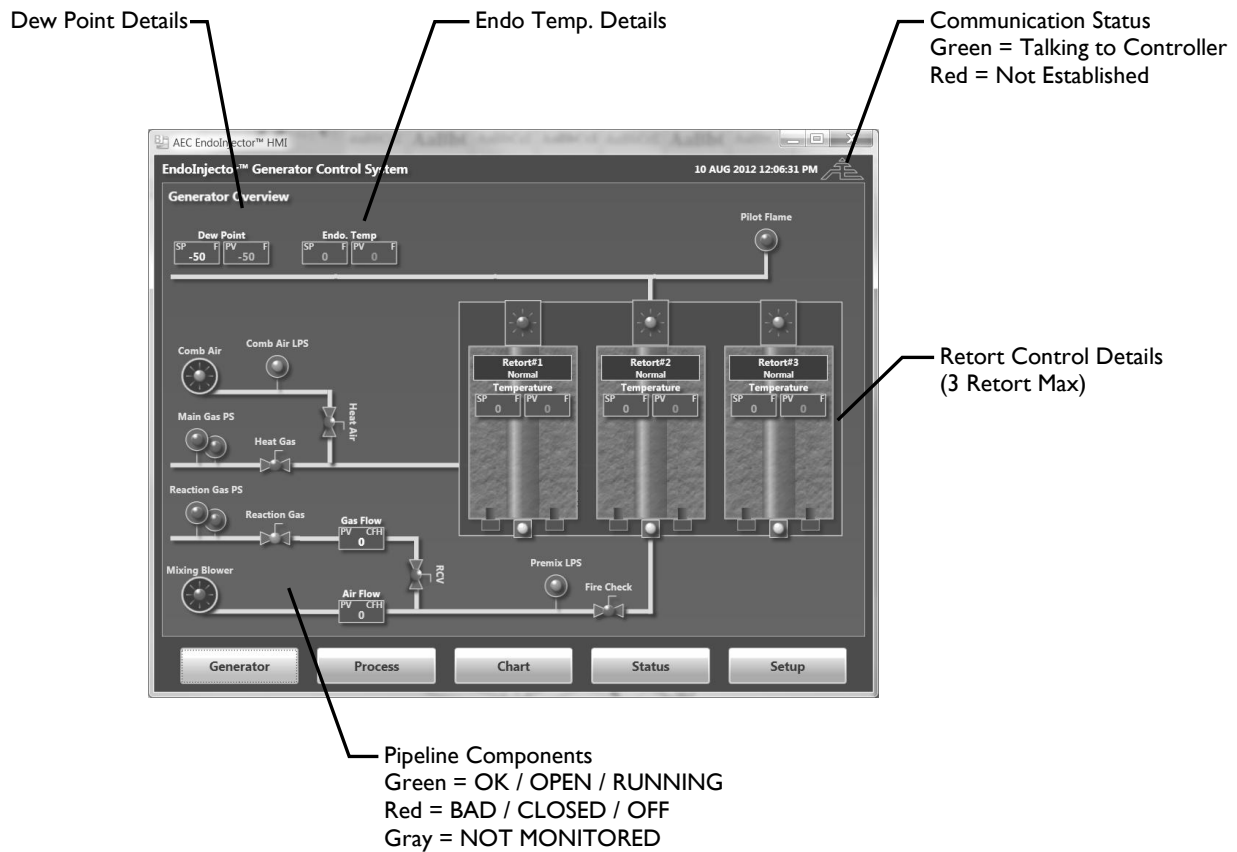 Dew Point Details
Endo Temp. Details
Communication Status
Green = Talking to Controller
Red = Not Established
AEC EndoInjector™ HMI
EndoInjector™ Generator Control System
10 AUG 2012 12:06:31 PM
Generator Overview
Pilot Flame
Dew Point
SP F PV F
-50 -50
Endo. Temp
SP F PV F
0 0
Comb Air
Comb Air LPS
Heat Air
Main Gas PS
Heat Gas
Retort#1
Normal
Temperature
SP F PV F
0 0
Retort#2
Normal
Temperature
SP F PV F
0 0
Retort#3
Normal
Temperature
SP F PV F
0 0
Retort Control Details
(3 Retort Max)
Reaction Gas PS
Reaction Gas
Gas Flow
PV CFH
0
RCV
Mixing Blower
Air Flow
PV CFH
0
Premix LPS
Fire Check
Generator
Process
Chart
Status
Setup
Pipeline Components
Green = OK / OPEN / RUNNING
Red = BAD / CLOSED / OFF
Gray = NOT MONITORED